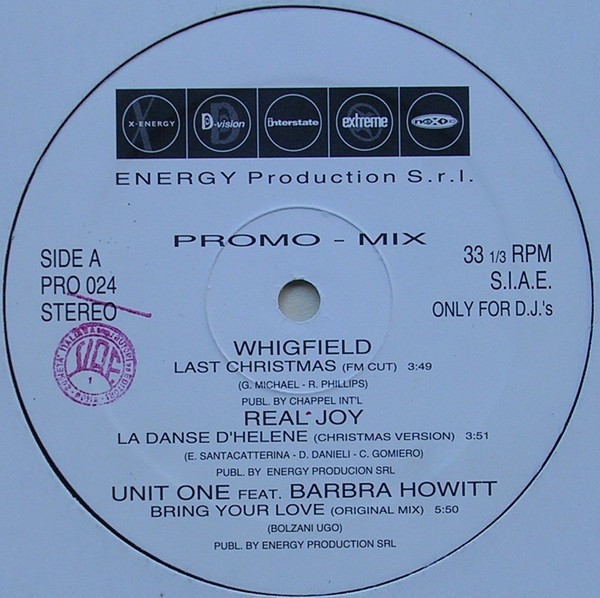 X-ENERGY
D-vision
interstate
extreme
ENERGY Production S.r.l.
PROMO - MIX
SIDE A
PRO 024
STEREO
33 1/3 RPM
S.I.A.E.
ONLY FOR D.J.'s
SIAE
1
WHIGFIELD
LAST CHRISTMAS (FM CUT) 3:49
(G. MICHAEL - R. PHILLIPS)
PUBL. BY CHAPPEL INT'L
REAL JOY
LA DANSE D'HELENE (CHRISTMAS VERSION) 3:51
(E. SANTACATTERINA - D. DANIELI - C. GOMIERO)
PUBL. BY ENERGY PRODUCION SRL
UNIT ONE FEAT. BARBRA HOWITT
BRING YOUR LOVE (ORIGINAL MIX) 5:50
(BOLZANI UGO)
PUBL. BY ENERGY PRODUCTION SRL